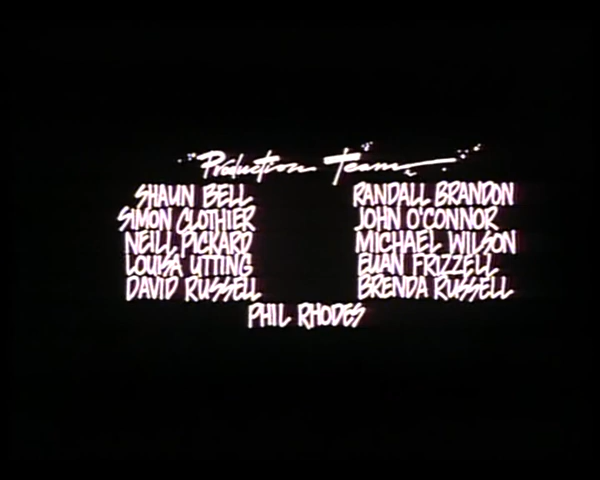 Production Team
SHAUN BELL RANDALL BRANDON
SIMON CLOTHIER JOHN O'CONNOR
NEILL PICKARD MICHAEL WILSON
LOUISA UTTING EUAN FRIZZELL
DAVID RUSSELL BRENDA RUSSELL
PHIL RHODES